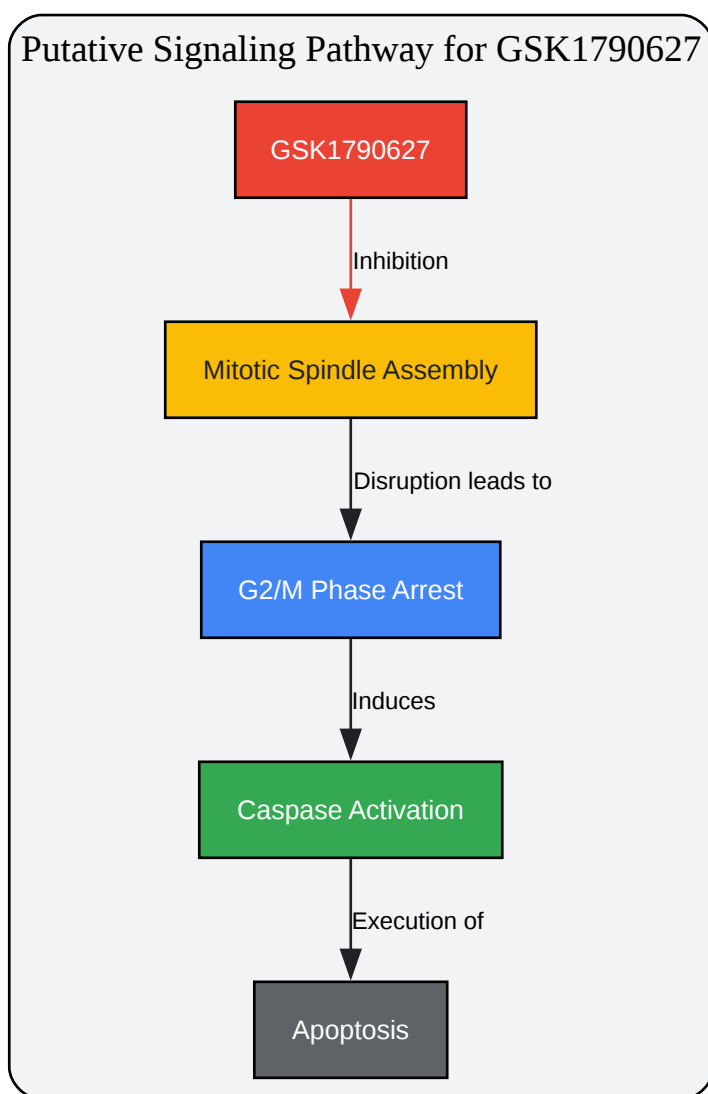 Putative Signaling Pathway for GSK1790627
GSK1790627
Inhibition
Mitotic Spindle Assembly
Disruption leads to
G2/M Phase Arrest
Induces
Caspase Activation
Execution of
Apoptosis